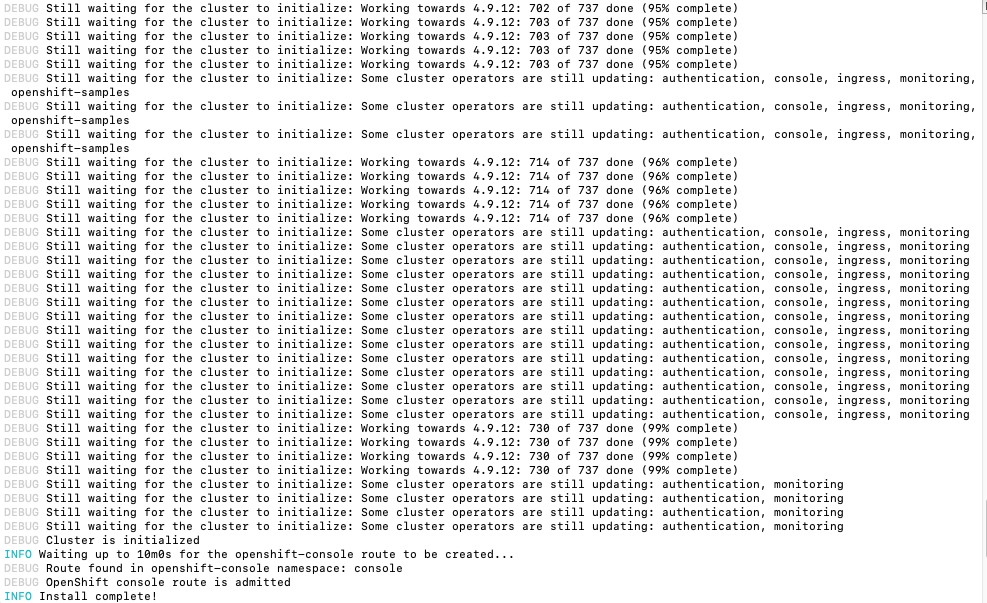 DEBUG Still waiting for the cluster to initialize: Working towards 4.9.12: 702 of 737 done (95% complete)
DEBUG Still waiting for the cluster to initialize: Working towards 4.9.12: 703 of 737 done (95% complete)
DEBUG Still waiting for the cluster to initialize: Working towards 4.9.12: 703 of 737 done (95% complete)
DEBUG Still waiting for the cluster to initialize: Working towards 4.9.12: 703 of 737 done (95% complete)
DEBUG Still waiting for the cluster to initialize: Working towards 4.9.12: 703 of 737 done (95% complete)
DEBUG Still waiting for the cluster to initialize: Some cluster operators are still updating: authentication, console, ingress, monitoring,
openshift-samples
DEBUG Still waiting for the cluster to initialize: Some cluster operators are still updating: authentication, console, ingress, monitoring,
openshift-samples
DEBUG Still waiting for the cluster to initialize: Some cluster operators are still updating: authentication, console, ingress, monitoring,
openshift-samples
DEBUG Still waiting for the cluster to initialize: Working towards 4.9.12: 714 of 737 done (96% complete)
DEBUG Still waiting for the cluster to initialize: Working towards 4.9.12: 714 of 737 done (96% complete)
DEBUG Still waiting for the cluster to initialize: Working towards 4.9.12: 714 of 737 done (96% complete)
DEBUG Still waiting for the cluster to initialize: Working towards 4.9.12: 714 of 737 done (96% complete)
DEBUG Still waiting for the cluster to initialize: Working towards 4.9.12: 714 of 737 done (96% complete)
DEBUG Still waiting for the cluster to initialize: Some cluster operators are still updating: authentication, console, ingress, monitoring
DEBUG Still waiting for the cluster to initialize: Some cluster operators are still updating: authentication, console, ingress, monitoring
DEBUG Still waiting for the cluster to initialize: Some cluster operators are still updating: authentication, console, ingress, monitoring
DEBUG Still waiting for the cluster to initialize: Some cluster operators are still updating: authentication, console, ingress, monitoring
DEBUG Still waiting for the cluster to initialize: Some cluster operators are still updating: authentication, console, ingress, monitoring
DEBUG Still waiting for the cluster to initialize: Some cluster operators are still updating: authentication, console, ingress, monitoring
DEBUG Still waiting for the cluster to initialize: Some cluster operators are still updating: authentication, console, ingress, monitoring
DEBUG Still waiting for the cluster to initialize: Some cluster operators are still updating: authentication, console, ingress, monitoring
DEBUG Still waiting for the cluster to initialize: Some cluster operators are still updating: authentication, console, ingress, monitoring
DEBUG Still waiting for the cluster to initialize: Some cluster operators are still updating: authentication, console, ingress, monitoring
DEBUG Still waiting for the cluster to initialize: Some cluster operators are still updating: authentication, console, ingress, monitoring
DEBUG Still waiting for the cluster to initialize: Some cluster operators are still updating: authentication, console, ingress, monitoring
DEBUG Still waiting for the cluster to initialize: Some cluster operators are still updating: authentication, console, ingress, monitoring
DEBUG Still waiting for the cluster to initialize: Some cluster operators are still updating: authentication, console, ingress, monitoring
DEBUG Still waiting for the cluster to initialize: Working towards 4.9.12: 730 of 737 done (99% complete)
DEBUG Still waiting for the cluster to initialize: Working towards 4.9.12: 730 of 737 done (99% complete)
DEBUG Still waiting for the cluster to initialize: Working towards 4.9.12: 730 of 737 done (99% complete)
DEBUG Still waiting for the cluster to initialize: Working towards 4.9.12: 730 of 737 done (99% complete)
DEBUG Still waiting for the cluster to initialize: Some cluster operators are still updating: authentication, monitoring
DEBUG Still waiting for the cluster to initialize: Some cluster operators are still updating: authentication, monitoring
DEBUG Still waiting for the cluster to initialize: Some cluster operators are still updating: authentication, monitoring
DEBUG Still waiting for the cluster to initialize: Some cluster operators are still updating: authentication, monitoring
DEBUG Cluster is initialized
INFO Waiting up to 10m0s for the openshift-console route to be created...
DEBUG Route found in openshift-console namespace: console
DEBUG OpenShift console route is admitted
INFO Install complete!